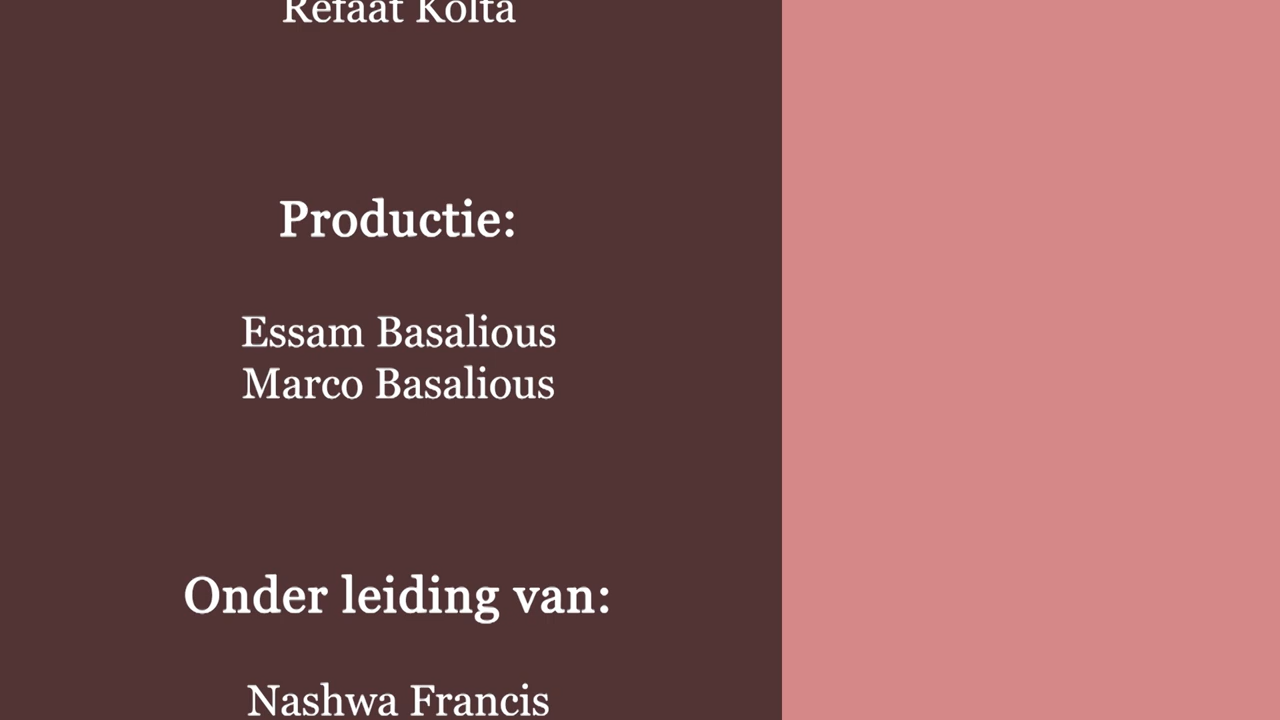 Refaat Kolta
Productie:
Essam Basalious
Marco Basalious
Onder leiding van:
Nashwa Francis